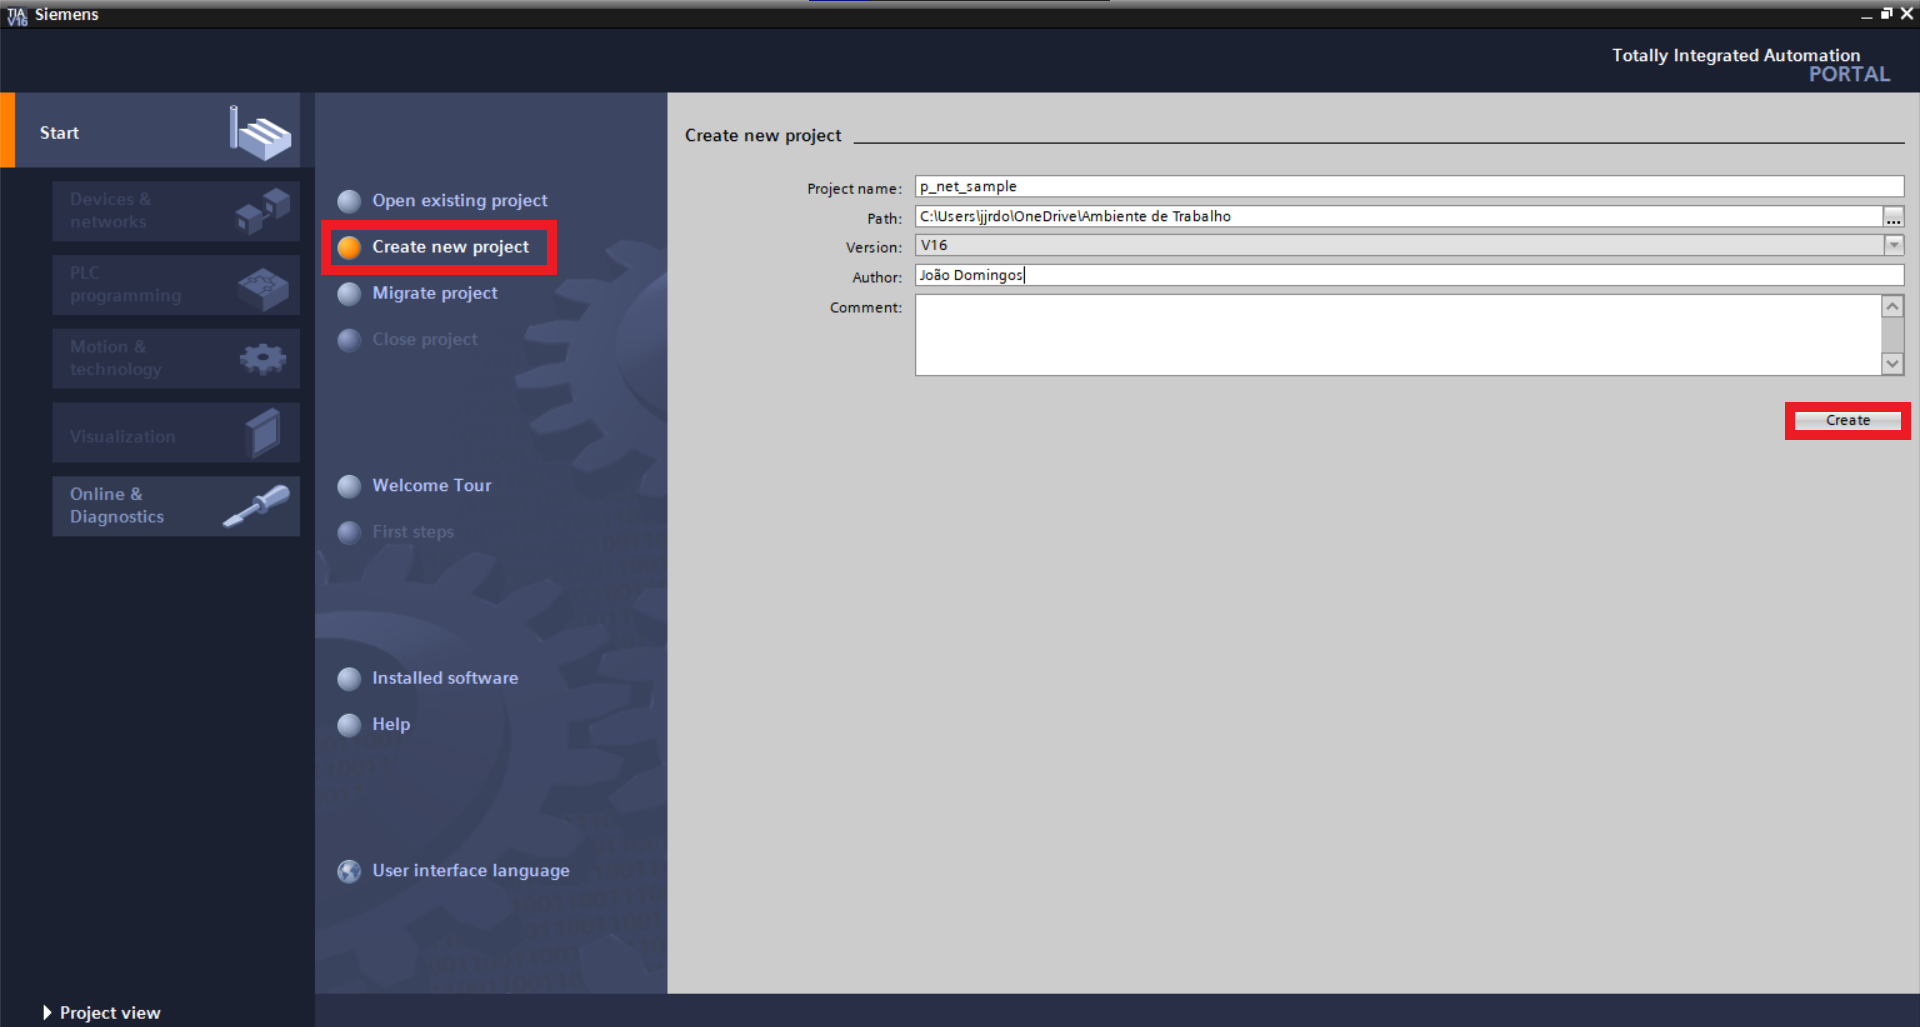 TIA V16 Siemens
Totally Integrated Automation
PORTAL
Start
Devices &
networks
PLC
programming
Motion &
technology
Visualization
Online &
Diagnostics
Project view
Open existing project
Create new project
Migrate project
Close project
Welcome Tour
First steps
Installed software
Help
User interface language
Create new project
Project name: p_net_sample
Path: C:\Users\jjrdo\OneDrive\Ambiente de Trabalho
...
Version: V16
Author: João Domingos
Comment:
Create